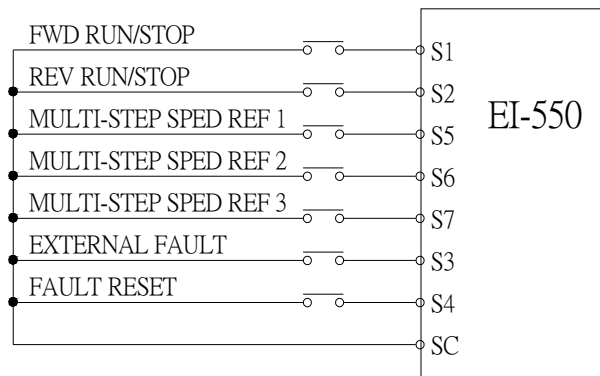 FWD RUN/STOP S1
REV RUN/STOP S2
EI-550
MULTI-STEP SPED REF 1 S5
MULTI-STEP SPED REF 2 S6
MULTI-STEP SPED REF 3 S7
EXTERNAL FAULT S3
FAULT RESET S4
SC